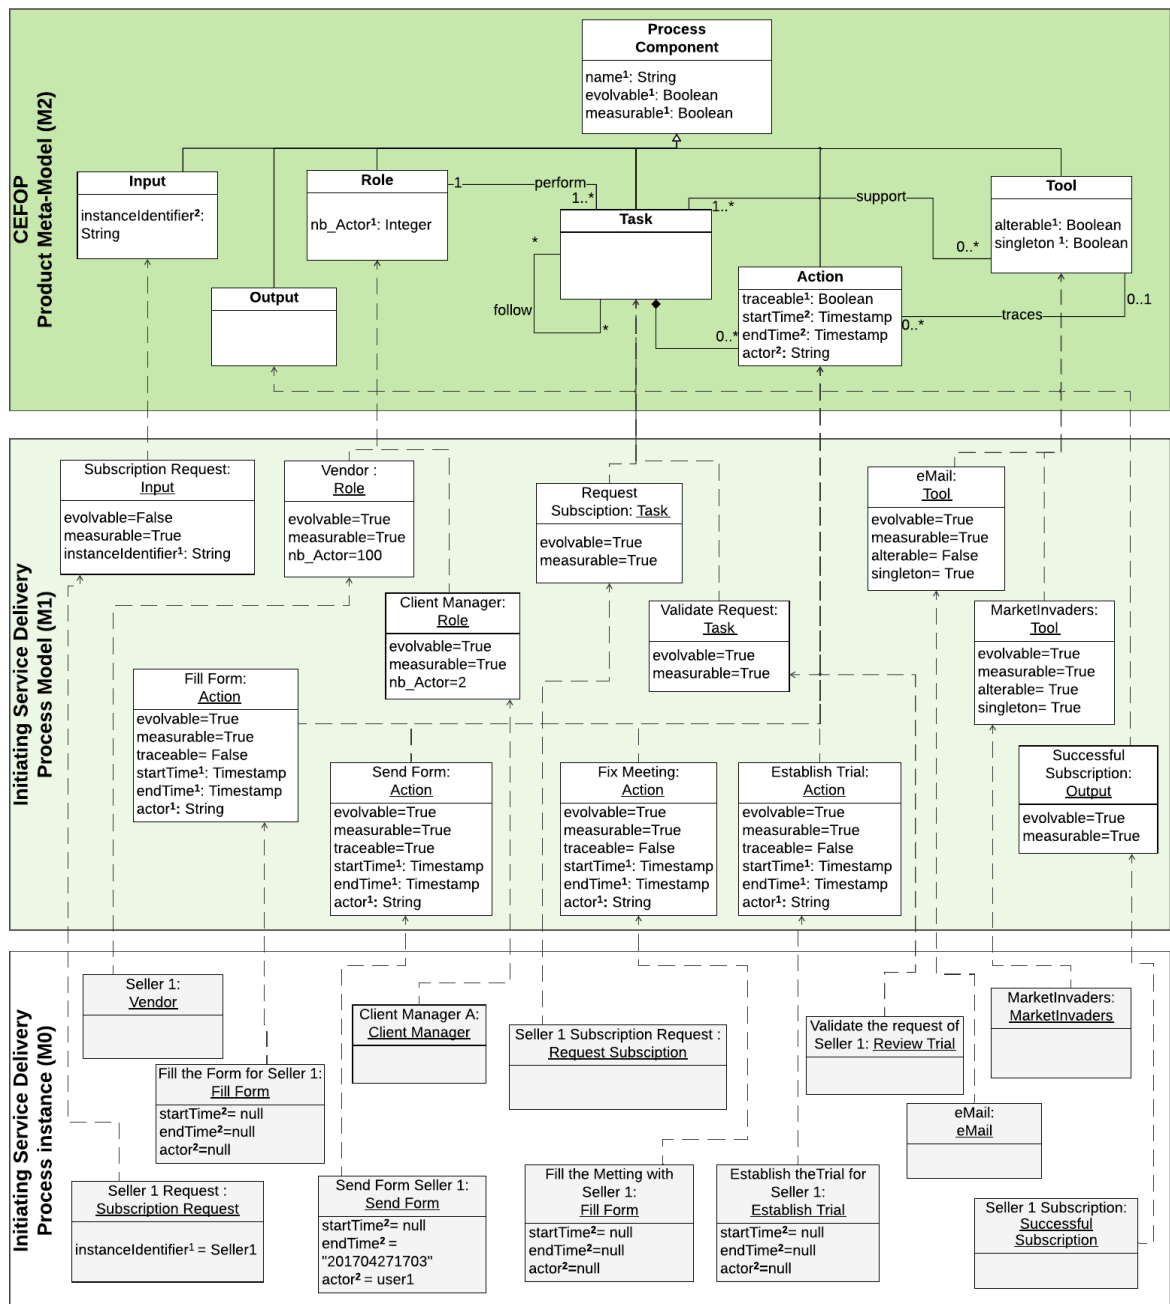 CEFOP
Product Meta-Model (M2)
Process
Component
name¹: String
evolvable¹: Boolean
measurable¹: Boolean
Input
instanceIdentifier²:
String
Role
nb_Actor¹: Integer
1
perform
1..*
Task
1..*
support
0..*
Tool
alterable¹: Boolean
singleton ¹: Boolean
Output
*
follow
*
0..*
Action
traceable¹: Boolean
startTime²: Timestamp
endTime²: Timestamp
actor²: String
0..*
traces
0..1
Initiating Service Delivery
Process Model (M1)
Subscription Request:
Input
evolvable=False
measurable=True
instanceIdentifier¹: String
Vendor :
Role
evolvable=True
measurable=True
nb_Actor=100
Client Manager:
Role
evolvable=True
measurable=True
nb_Actor=2
Request
Subsciption: Task
evolvable=True
measurable=True
Validate Request:
Task
evolvable=True
measurable=True
eMail:
Tool
evolvable=True
measurable=True
alterable= False
singleton= True
MarketInvaders:
Tool
evolvable=True
measurable=True
alterable= True
singleton= True
Fill Form:
Action
evolvable=True
measurable=True
traceable= False
startTime¹: Timestamp
endTime¹: Timestamp
actor¹: String
Send Form:
Action
evolvable=True
measurable=True
traceable=True
startTime¹: Timestamp
endTime¹: Timestamp
actor¹: String
Fix Meeting:
Action
evolvable=True
measurable=True
traceable= False
startTime¹: Timestamp
endTime¹: Timestamp
actor¹: String
Establish Trial:
Action
evolvable=True
measurable=True
traceable= False
startTime¹: Timestamp
endTime¹: Timestamp
actor¹: String
Successful
Subscription:
Output
evolvable=True
measurable=True
Initiating Service Delivery
Process instance (M0)
Seller 1:
Vendor
Fill the Form for Seller 1:
Fill Form
startTime²= null
endTime²=null
actor²=null
Seller 1 Request :
Subscription Request
instanceIdentifier¹ = Seller1
Client Manager A:
Client Manager
Send Form Seller 1:
Send Form
startTime²= null
endTime² =
"201704271703"
actor² = user1
Seller 1 Subscription Request :
Request Subsciption
Fill the Metting with
Seller 1:
Fill Form
startTime²= null
endTime²=null
actor²=null
Establish theTrial for
Seller 1:
Establish Trial
startTime²= null
endTime²=null
actor²=null
Validate the request of
Seller 1: Review Trial
eMail:
eMail
MarketInvaders:
MarketInvaders
Seller 1 Subscription:
Successful
Subscription